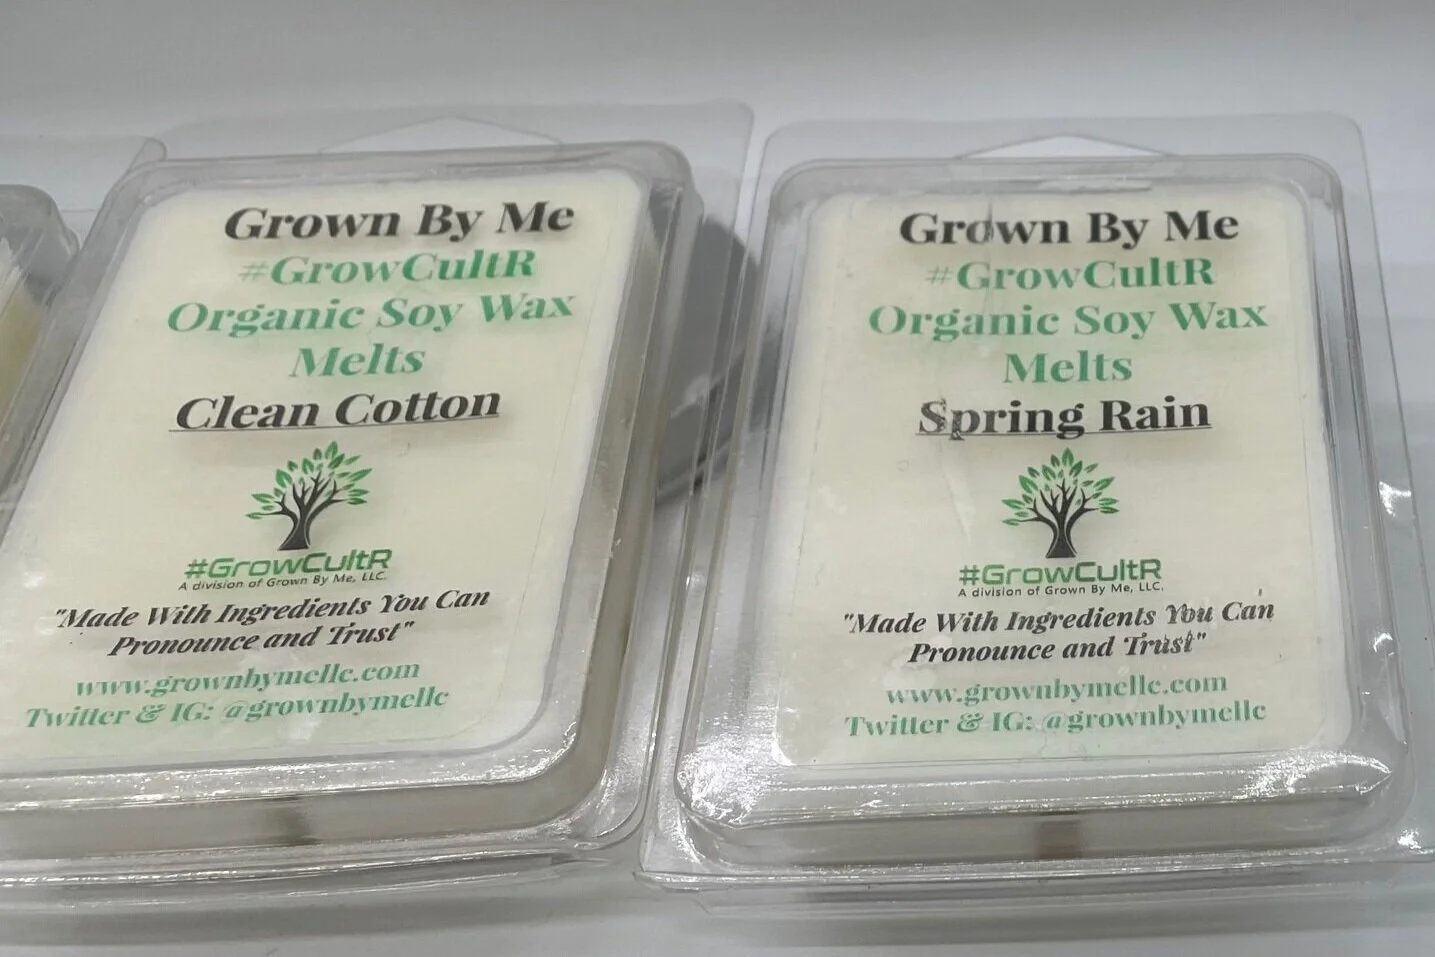 Grown By Me
#GrowCultR
Organic Soy Wax
Melts
Clean Cotton
#GrowCultR
A division of Grown By Me, LLC.
"Made With Ingredients You Can
Pronounce and Trust"
www.grownbymellc.com
Twitter & IG: @grownbymellc
Grown By Me
#GrowCultR
Organic Soy Wax
Melts
Spring Rain
#GrowCultR
A division of Grown By Me, LLC.
"Made With Ingredients You Can
Pronounce and Trust"
www.grownbymellc.com
Twitter & IG: @grownbymellc